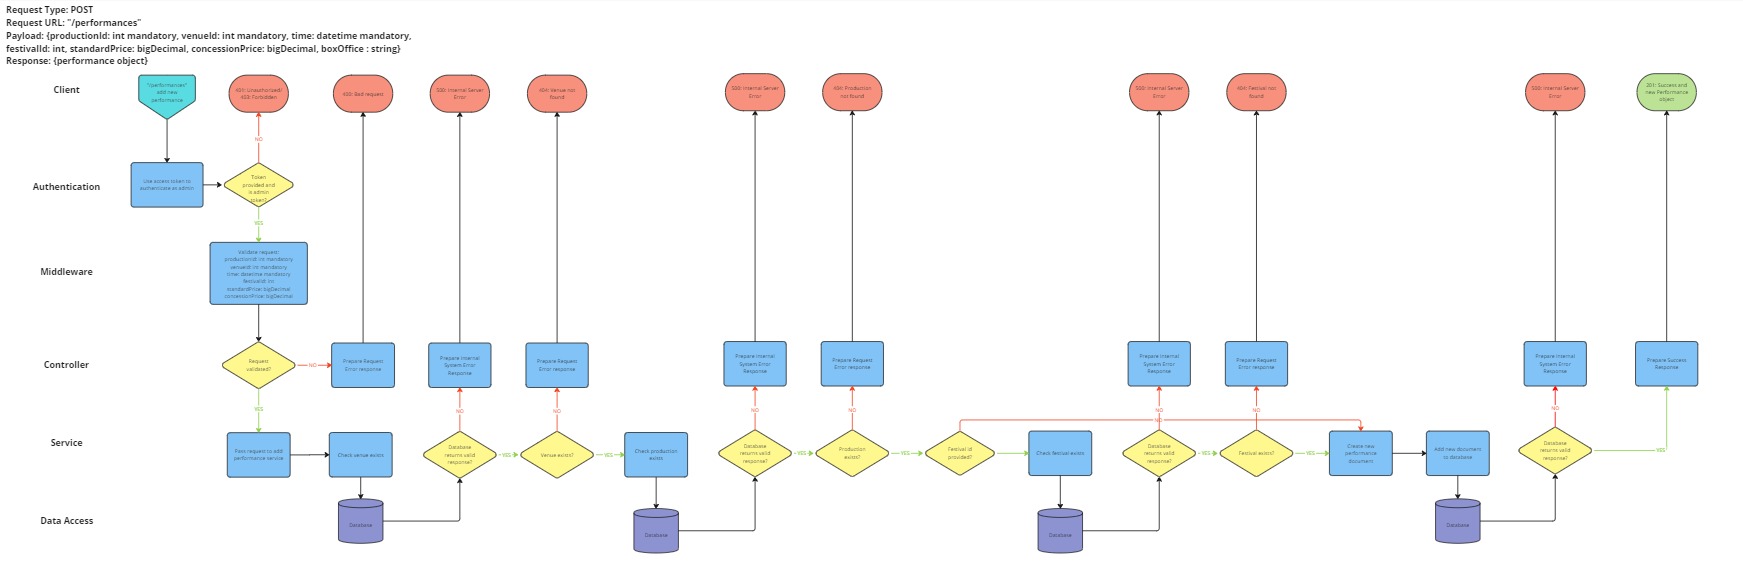 Request Type: POST
Request URL: "/performances"
Payload: {productionId: int mandatory, venueId: int mandatory, time: datetime mandatory,
festivalId: int, standardPrice: bigDecimal, concessionPrice: bigDecimal, boxOffice : string}
Response: {performance object}
Client
"/performances"
add new
performance
401: Unauthorised/
403: Forbidden
400: Bad request
500: Internal Server
Error
404: Venue not
found
500: Internal Server
Error
404: Production
not found
500: Internal Server
Error
404: Festival not
found
500: Internal Server
Error
201: Success and
new Performance
object
NO
Authentication
Use access token to
authenticate as admin
Token
provided and
is admin
token?
YES
Middleware
Validate request:
productionId: int mandatory
venueId: int mandatory
time: datetime mandatory
festivalId: int
standardPrice: bigDecimal
concessionPrice: bigDecimal
Controller
Request
validated?
NO
Prepare Request
Error response
Prepare Internal
System Error
Response
Prepare Request
Error response
Prepare Internal
System Error
Response
Prepare Request
Error response
Prepare Internal
System Error
Response
Prepare Request
Error response
Prepare Internal
System Error
Response
Prepare Success
Response
YES
NO
NO
NO
NO
NO
NO
NO
NO
Service
Pass request to add
performance service
Check venue exists
Database
returns valid
response?
YES
Venue exists?
YES
Check production
exists
Database
returns valid
response?
YES
Production
exists?
YES
Festival id
provided?
Check festival exists
Database
returns valid
response?
YES
Festival exists?
YES
Create new
performance
document
Add new document
to database
Database
returns valid
response?
YES
Data Access
Database
Database
Database
Database